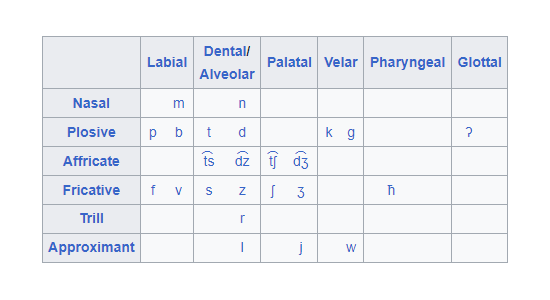 Labial Dental/ Alveolar Palatal Velar Pharyngeal Glottal
Nasal m n
Plosive p b t d k ɡ ʔ
Affricate t͡s d͡z t͡ʃ d͡ʒ
Fricative f v s z ʃ ʒ ħ
Trill r
Approximant l j w